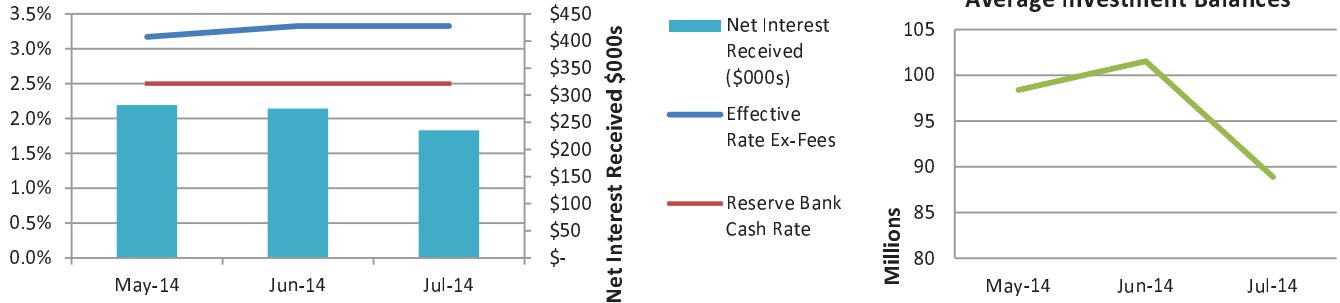 3.5%
3.0%
2.5%
2.0%
1.5%
1.0%
0.5%
0.0%
May-14 Jun-14 Jul-14
$450
$400
$350
$300
$250
$200
$150
$100
$50
$-
Net Interest Received $000s
Net Interest
Received
($000s)
Effective
Rate Ex-Fees
Reserve Bank
Cash Rate
Average Investment Balances
105
100
95
90
85
80
Millions
May-14 Jun-14 Jul-14